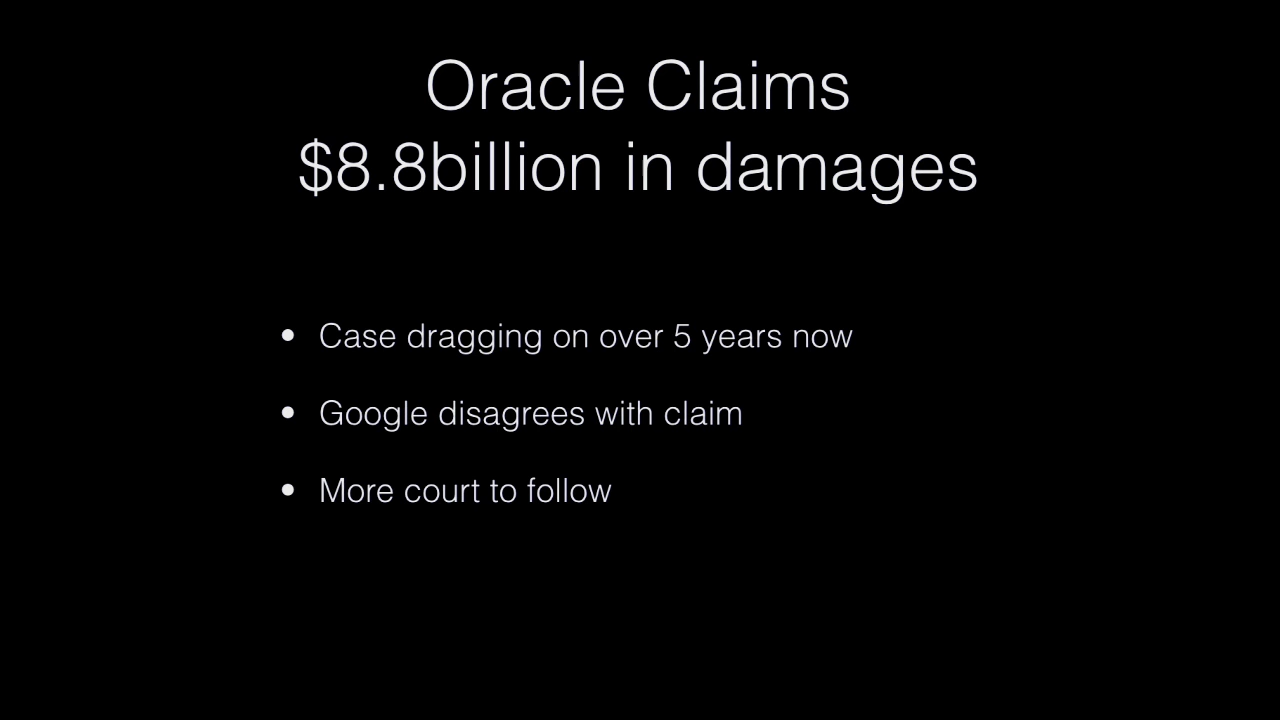 Oracle Claims
$8.8billion in damages
• Case dragging on over 5 years now
• Google disagrees with claim
• More court to follow